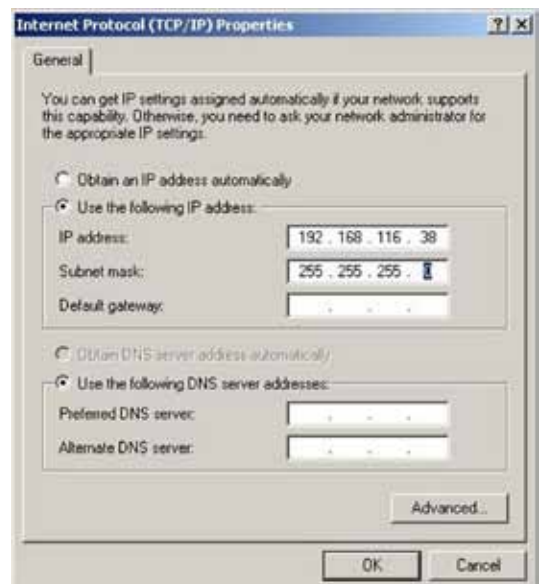 Internet Protocol (TCP/IP) Properties
? X
General
You can get IP settings assigned automatically if your network supports
this capability. Otherwise, you need to ask your network administrator for
the appropriate IP settings.
Obtain an IP address automatically
Use the following IP address:
IP address: 192 . 168 . 116 . 38
Subnet mask: 255 . 255 . 255 . 0
Default gateway: . . .
Obtain DNS server address automatically
Use the following DNS server addresses:
Preferred DNS server: . . .
Alternate DNS server: . . .
Advanced...
OK Cancel